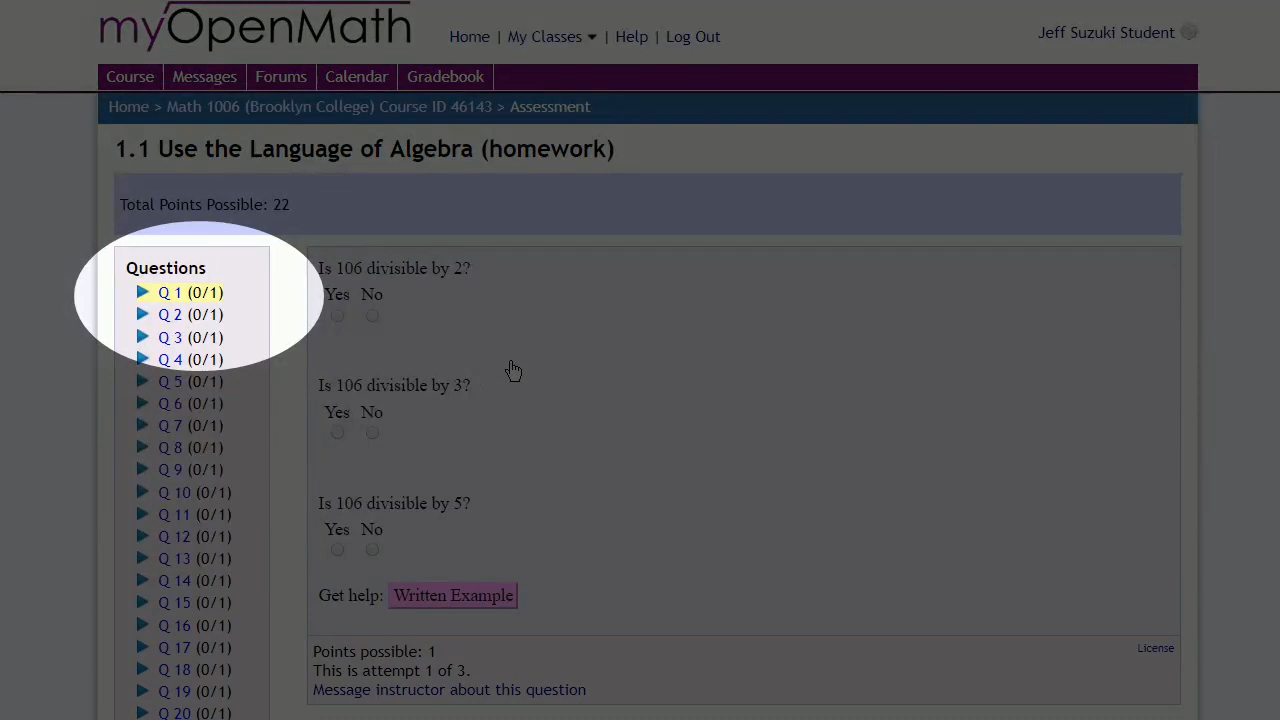 myOpenMath
Home | My Classes | Help | Log Out
Jeff Suzuki Student
Course Messages Forums Calendar Gradebook
Home > Math 1006 (Brooklyn College) Course ID 46143 > Assessment
1.1 Use the Language of Algebra (homework)
Total Points Possible: 22
Questions
Q 1 (0/1)
Q 2 (0/1)
Q 3 (0/1)
Q 4 (0/1)
Q 5 (0/1)
Q 6 (0/1)
Q 7 (0/1)
Q 8 (0/1)
Q 9 (0/1)
Q 10 (0/1)
Q 11 (0/1)
Q 12 (0/1)
Q 13 (0/1)
Q 14 (0/1)
Q 15 (0/1)
Q 16 (0/1)
Q 17 (0/1)
Q 18 (0/1)
Q 19 (0/1)
Q 20 (0/1)
Is 106 divisible by 2?
Yes No
Is 106 divisible by 3?
Yes No
Is 106 divisible by 5?
Yes No
Get help: Written Example
Points possible: 1
License
This is attempt 1 of 3.
Message instructor about this question